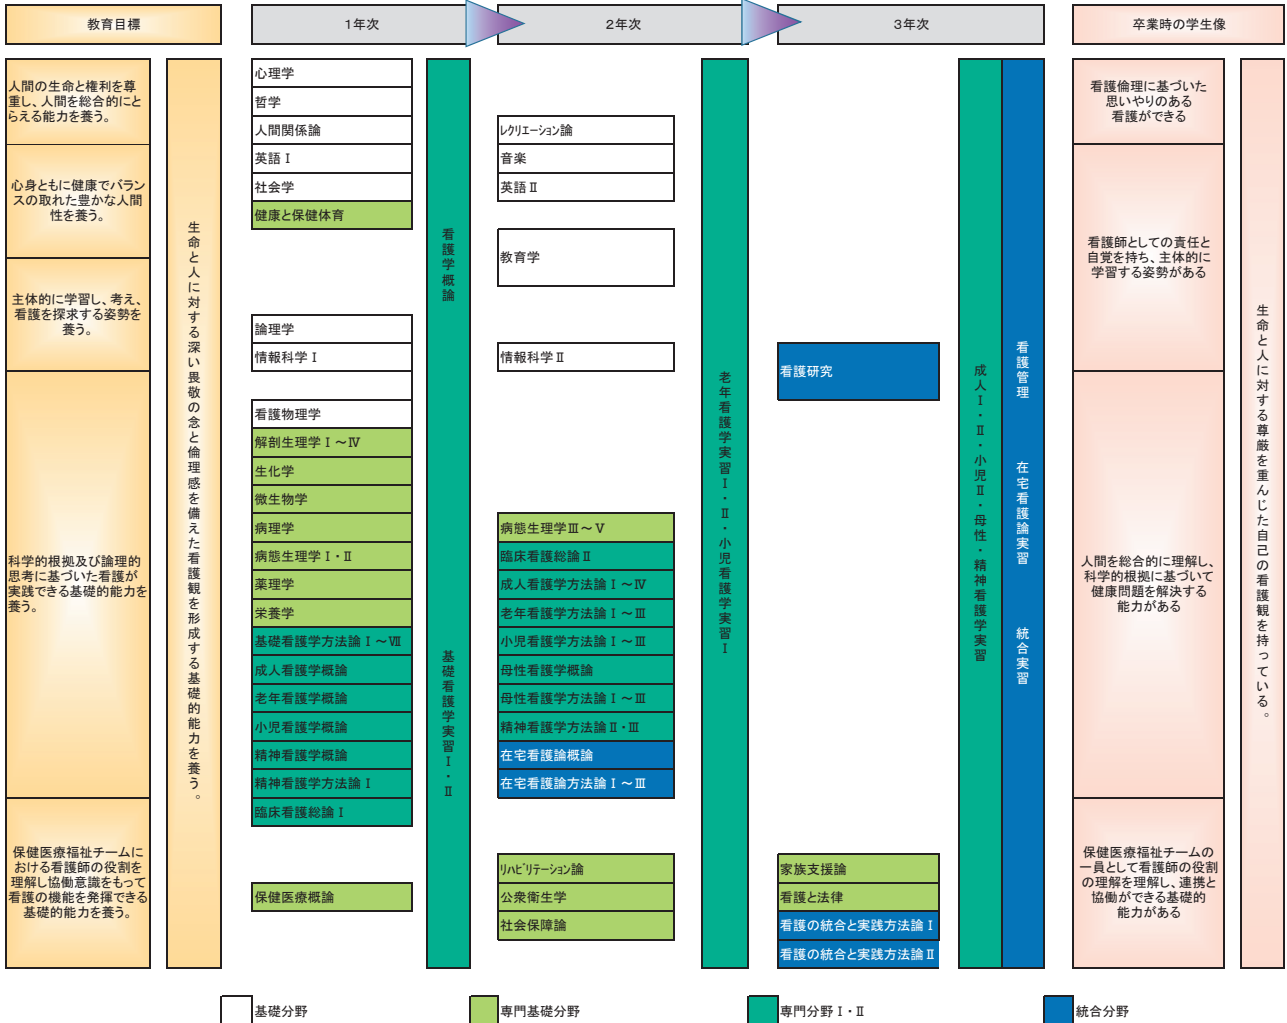 教育目標
1年次
2年次
3年次
卒業時の学生像
人間の生命と権利を尊
重し、人間を総合的にと
らえる能力を養う。
心身ともに健康でバラン
スの取れた豊かな人間
性を養う。
主体的に学習し、考え、
看護を探求する姿勢を
養う。
科学的根拠及び論理的
思考に基づいた看護が
実践できる基礎的能力を
養う。
保健医療福祉チームに
おける看護師の役割を
理解し協働意識をもって
看護の機能を発揮できる
基礎的能力を養う。
生命と人に対する深い畏敬の念と倫理感を備えた看護観を形成する基礎的能力を養う。
心理学
哲学
人間関係論
英語Ⅰ
社会学
健康と保健体育
論理学
情報科学Ⅰ
看護物理学
解剖生理学Ⅰ～Ⅳ
生化学
微生物学
病理学
病態生理学Ⅰ・Ⅱ
薬理学
栄養学
基礎看護学方法論Ⅰ～Ⅶ
成人看護学概論
老年看護学概論
小児看護学概論
精神看護学概論
精神看護学方法論Ⅰ
臨床看護総論Ⅰ
保健医療概論
看護学概論
基礎看護学実習Ⅰ・Ⅱ
ﾚｸﾘｴｰｼｮﾝ論
音楽
英語Ⅱ
教育学
情報科学Ⅱ
病態生理学Ⅲ～Ⅴ
臨床看護総論Ⅱ
成人看護学方法論Ⅰ～Ⅳ
老年看護学方法論Ⅰ～Ⅲ
小児看護学方法論Ⅰ～Ⅲ
母性看護学概論
母性看護学方法論Ⅰ～Ⅲ
精神看護学方法論Ⅱ・Ⅲ
在宅看護論概論
在宅看護論方法論Ⅰ～Ⅲ
ﾘﾊﾋﾞﾘﾃｰｼｮﾝ論
公衆衛生学
社会保障論
老年看護学実習Ⅰ・Ⅱ・小児看護学実習Ⅰ
看護研究
家族支援論
看護と法律
看護の統合と実践方法論Ⅰ
看護の統合と実践方法論Ⅱ
成人Ⅰ・Ⅱ・小児Ⅱ・母性・精神看護学実習
看護管理 在宅看護論実習 統合実習
看護倫理に基づいた
思いやりのある
看護ができる
看護師としての責任と
自覚を持ち、主体的に
学習する姿勢がある
人間を総合的に理解し、
科学的根拠に基づいて
健康問題を解決する
能力がある
保健医療福祉チームの
一員として看護師の役割
の理解を理解し、連携と
協働ができる基礎的
能力がある
生命と人に対する尊厳を重んじた自己の看護観を持っている。
基礎分野
専門基礎分野
専門分野Ⅰ・Ⅱ
統合分野